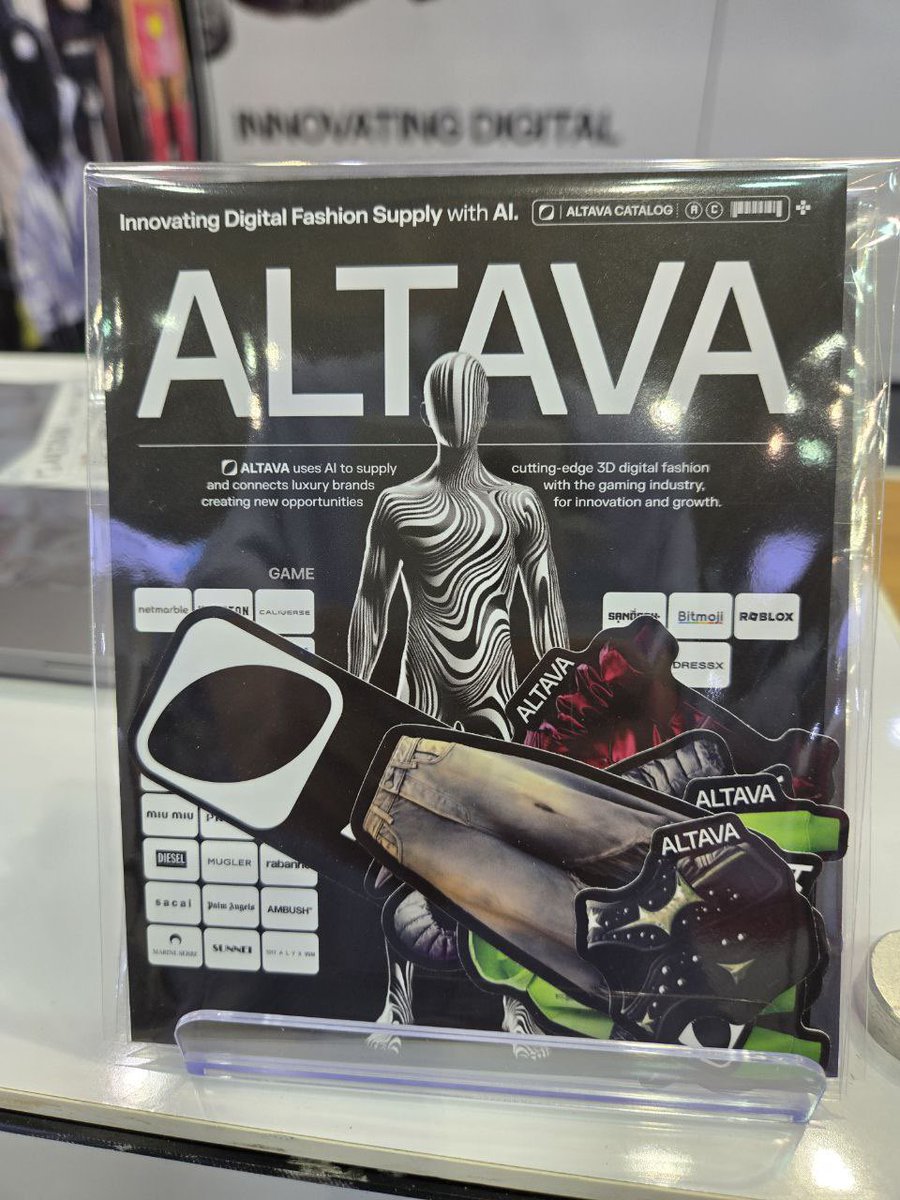 INNOVATING DIGITAL
Innovating Digital Fashion Supply with AI.
ALTAVA CATALOG R C
ALTAVA
ALTAVA uses AI to supply
and connects luxury brands
creating new opportunities
cutting-edge 3D digital fashion
with the gaming industry,
for innovation and growth.
GAME
netmarble
CALIVERSE
Bitmoji
ROBLOX
DRESSX
ALTAVA
ALTAVA
ALTAVA
miu miu
DIESEL
MUGLER
rabanne
sacai
Palm Angels
AMBUSH
MARINE SERRE
SUNNEI